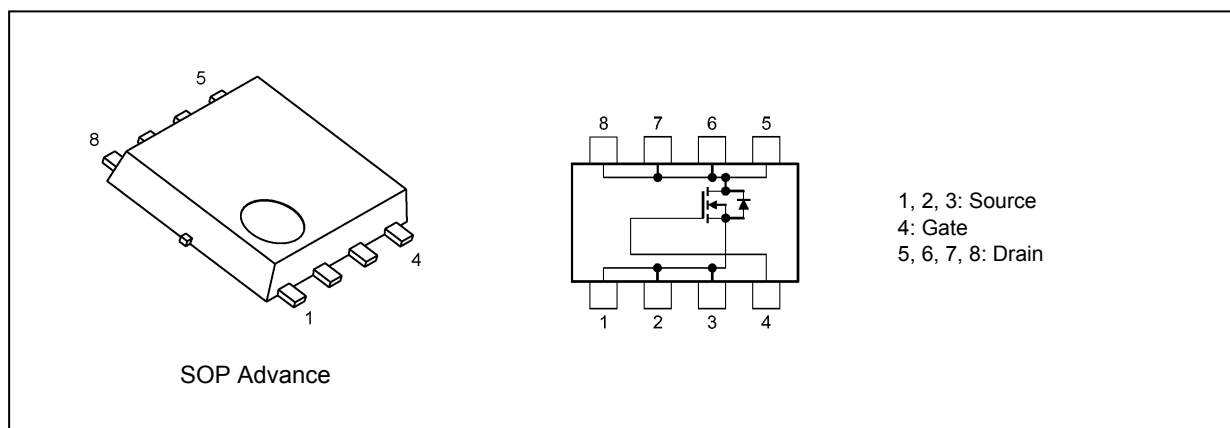 5
8
4
1
SOP Advance
8 7 6 5
1 2 3 4
1, 2, 3: Source
4: Gate
5, 6, 7, 8: Drain